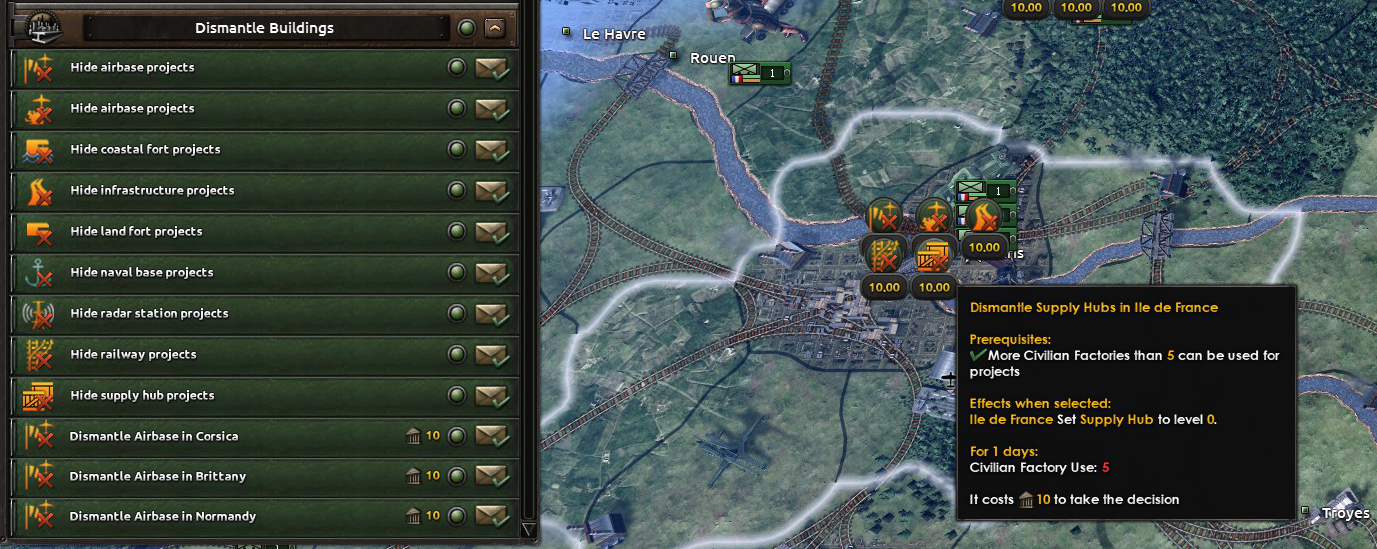 Dismantle Buildings
Hide airbase projects
Hide airbase projects
Hide coastal fort projects
Hide infrastructure projects
Hide land fort projects
Hide naval base projects
Hide radar station projects
Hide railway projects
Hide supply hub projects
Dismantle Airbase in Corsica 10
Dismantle Airbase in Brittany 10
Dismantle Airbase in Normandy 10
10,00 10,00 10,00
Le Havre
Rouen
1
1
10,00
10,00 10,00
Dismantle Supply Hubs in Ile de France
Prerequisites:
More Civilian Factories than 5 can be used for
projects
Effects when selected:
Ile de France Set Supply Hub to level 0.
For 1 days:
Civilian Factory Use: 5
It costs 10 to take the decision
Troyes